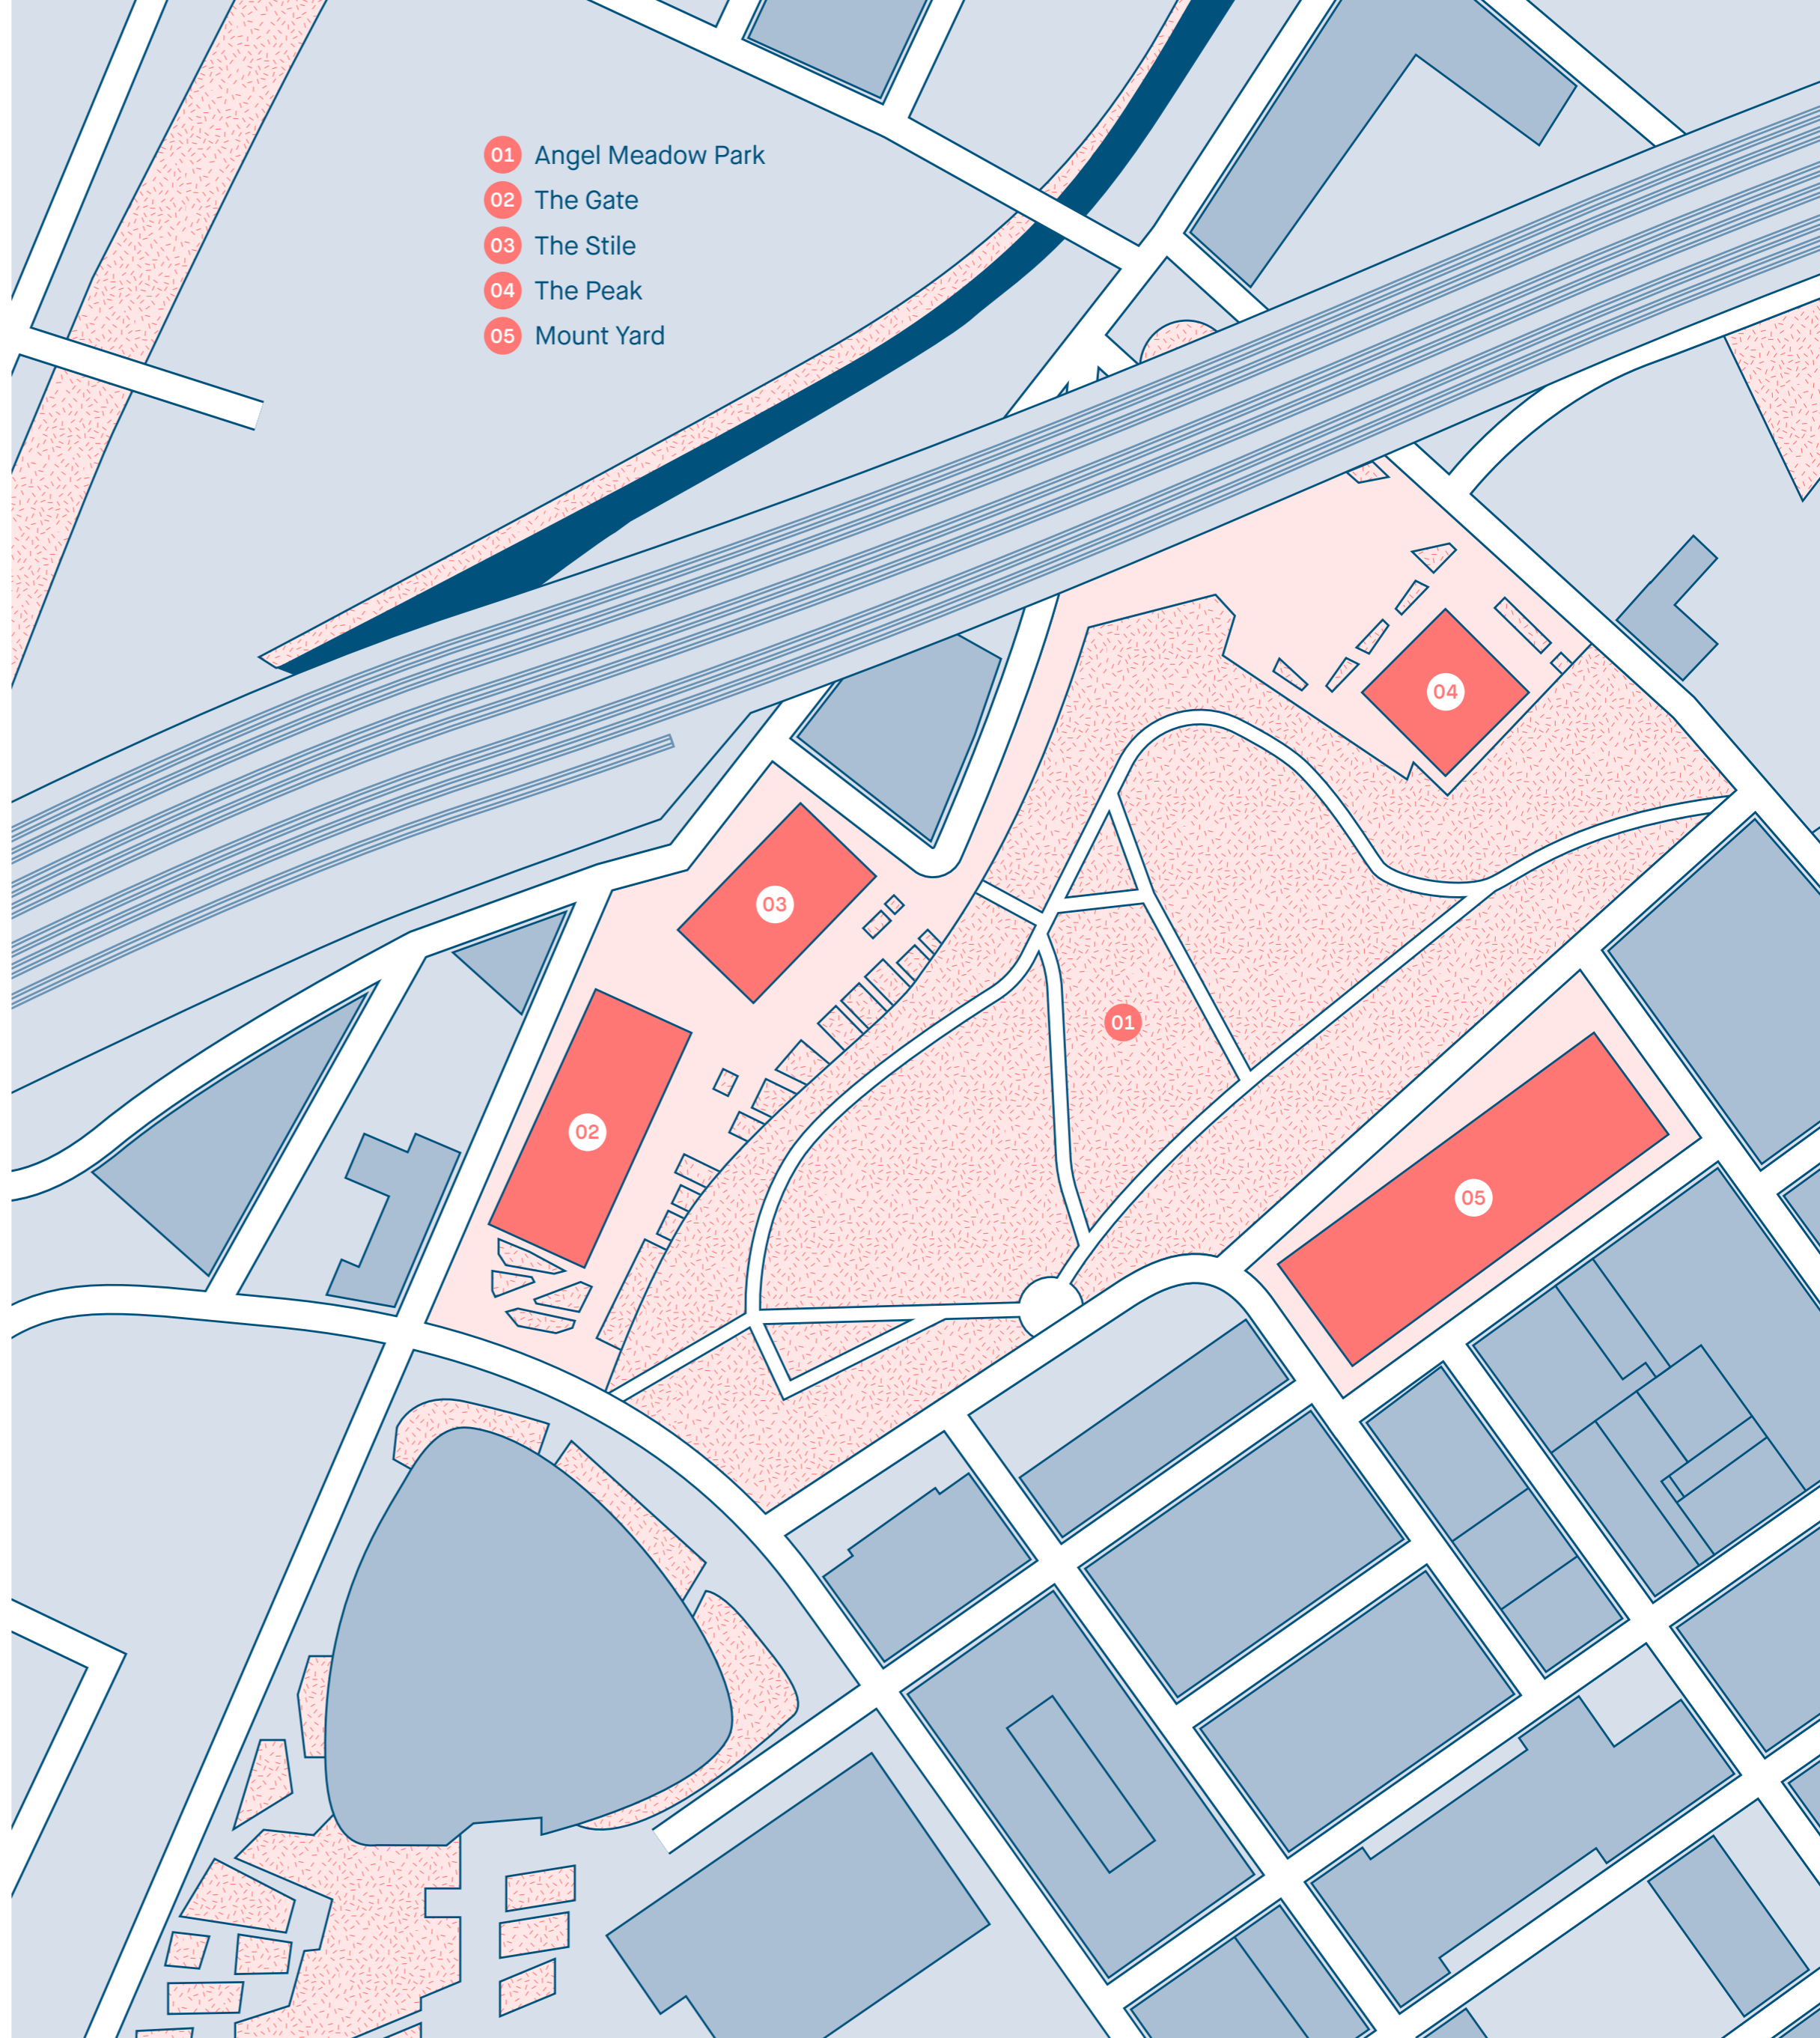 01 Angel Meadow Park
02 The Gate
03 The Stile
04 The Peak
05 Mount Yard
04
03
01
02
05